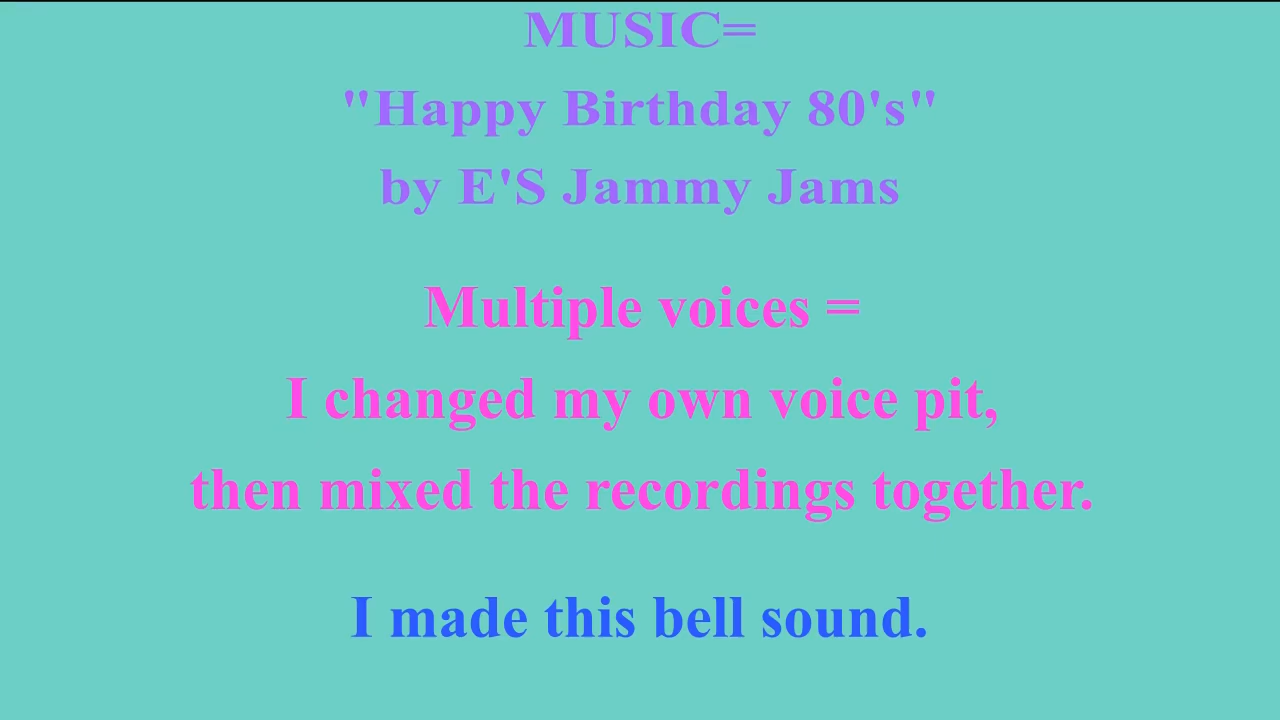 MUSIC=
"Happy Birthday 80's"
by E'S Jammy Jams
Multiple voices =
I changed my own voice pit,
then mixed the recordings together.
I made this bell sound.